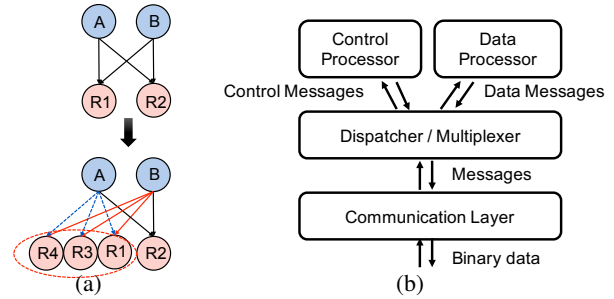 A B
R1 R2
A B
R4 R3 R1 R2
(a)
Control
Processor
Data
Processor
Control Messages
Data Messages
Dispatcher / Multiplexer
Messages
Communication Layer
Binary data
(b)